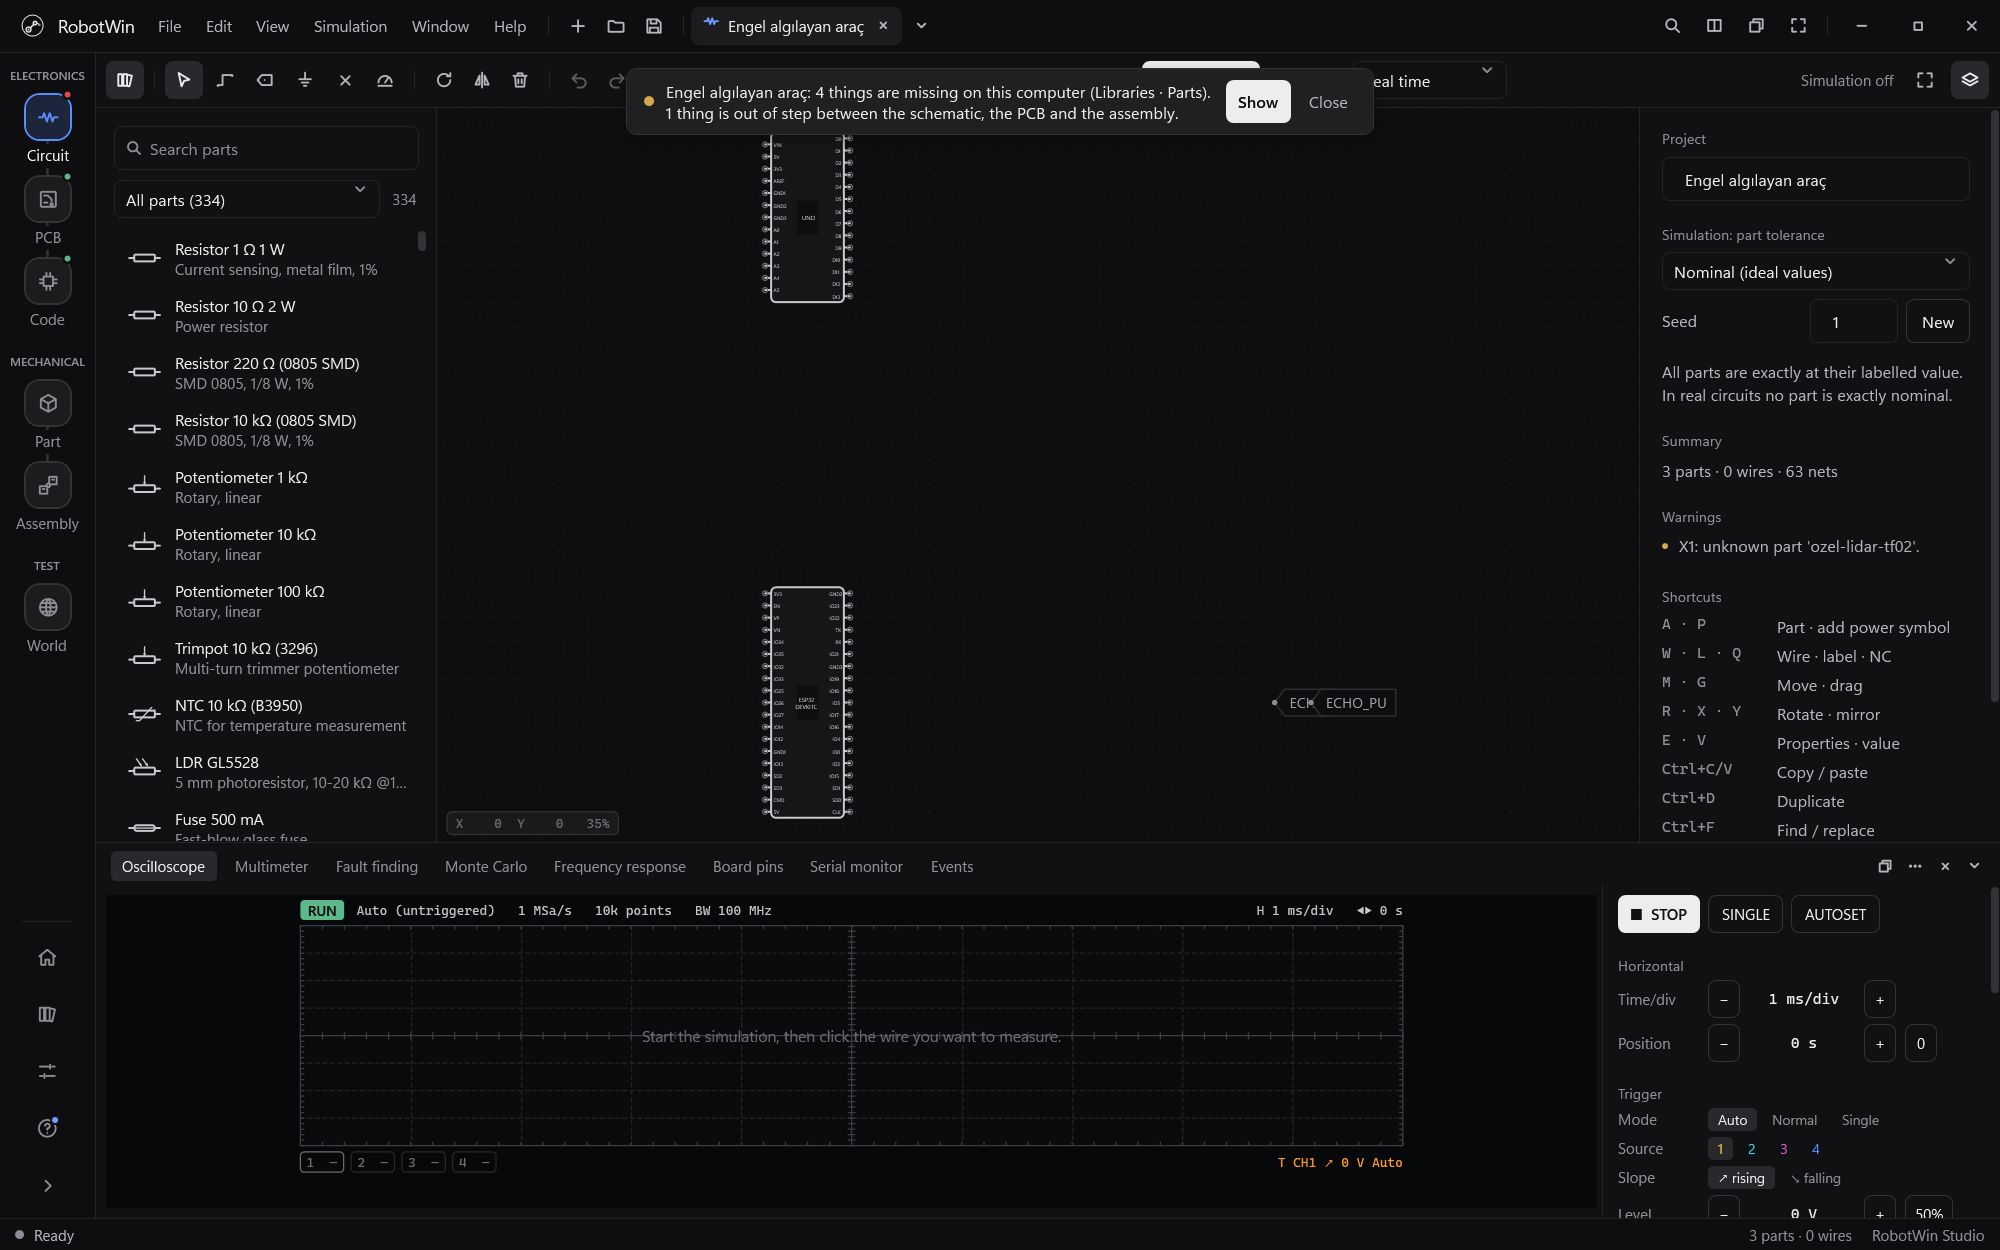 RobotWin File Edit View Simulation Window Help Engel algılayan araç
ELECTRONICS
Circuit
PCB
Code
MECHANICAL
Part
Assembly
TEST
World
Engel algılayan araç: 4 things are missing on this computer (Libraries · Parts).
1 thing is out of step between the schematic, the PCB and the assembly.
Show Close
eal time
Simulation off
Search parts
All parts (334) 334
Resistor 1 Ω 1 W
Current sensing, metal film, 1%
Resistor 10 Ω 2 W
Power resistor
Resistor 220 Ω (0805 SMD)
SMD 0805, 1/8 W, 1%
Resistor 10 kΩ (0805 SMD)
SMD 0805, 1/8 W, 1%
Potentiometer 1 kΩ
Rotary, linear
Potentiometer 10 kΩ
Rotary, linear
Potentiometer 100 kΩ
Rotary, linear
Trimpot 10 kΩ (3296)
Multi-turn trimmer potentiometer
NTC 10 kΩ (B3950)
NTC for temperature measurement
LDR GL5528
5 mm photoresistor, 10-20 kΩ @1...
Fuse 500 mA
Fast-blow glass fuse
UNO
ESP32
DEVKITC
ECH
ECHO_PU
X 0 Y 0 35%
Project
Engel algılayan araç
Simulation: part tolerance
Nominal (ideal values)
Seed 1 New
All parts are exactly at their labelled value.
In real circuits no part is exactly nominal.
Summary
3 parts · 0 wires · 63 nets
Warnings
X1: unknown part 'ozel-lidar-tf02'.
Shortcuts
A · P Part · add power symbol
W · L · Q Wire · label · NC
M · G Move · drag
R · X · Y Rotate · mirror
E · V Properties · value
Ctrl+C/V Copy / paste
Ctrl+D Duplicate
Ctrl+F Find / replace
Oscilloscope Multimeter Fault finding Monte Carlo Frequency response Board pins Serial monitor Events
RUN Auto (untriggered) 1 MSa/s 10k points BW 100 MHz H 1 ms/div ◂▸ 0 s
Start the simulation, then click the wire you want to measure.
1 – 2 – 3 – 4 – T CH1 ↗ 0 V Auto
STOP SINGLE AUTOSET
Horizontal
Time/div – 1 ms/div +
Position – 0 s + 0
Trigger
Mode Auto Normal Single
Source 1 2 3 4
Slope ↗ rising ↘ falling
Level – 0 V + 50%
Ready 3 parts · 0 wires RobotWin Studio